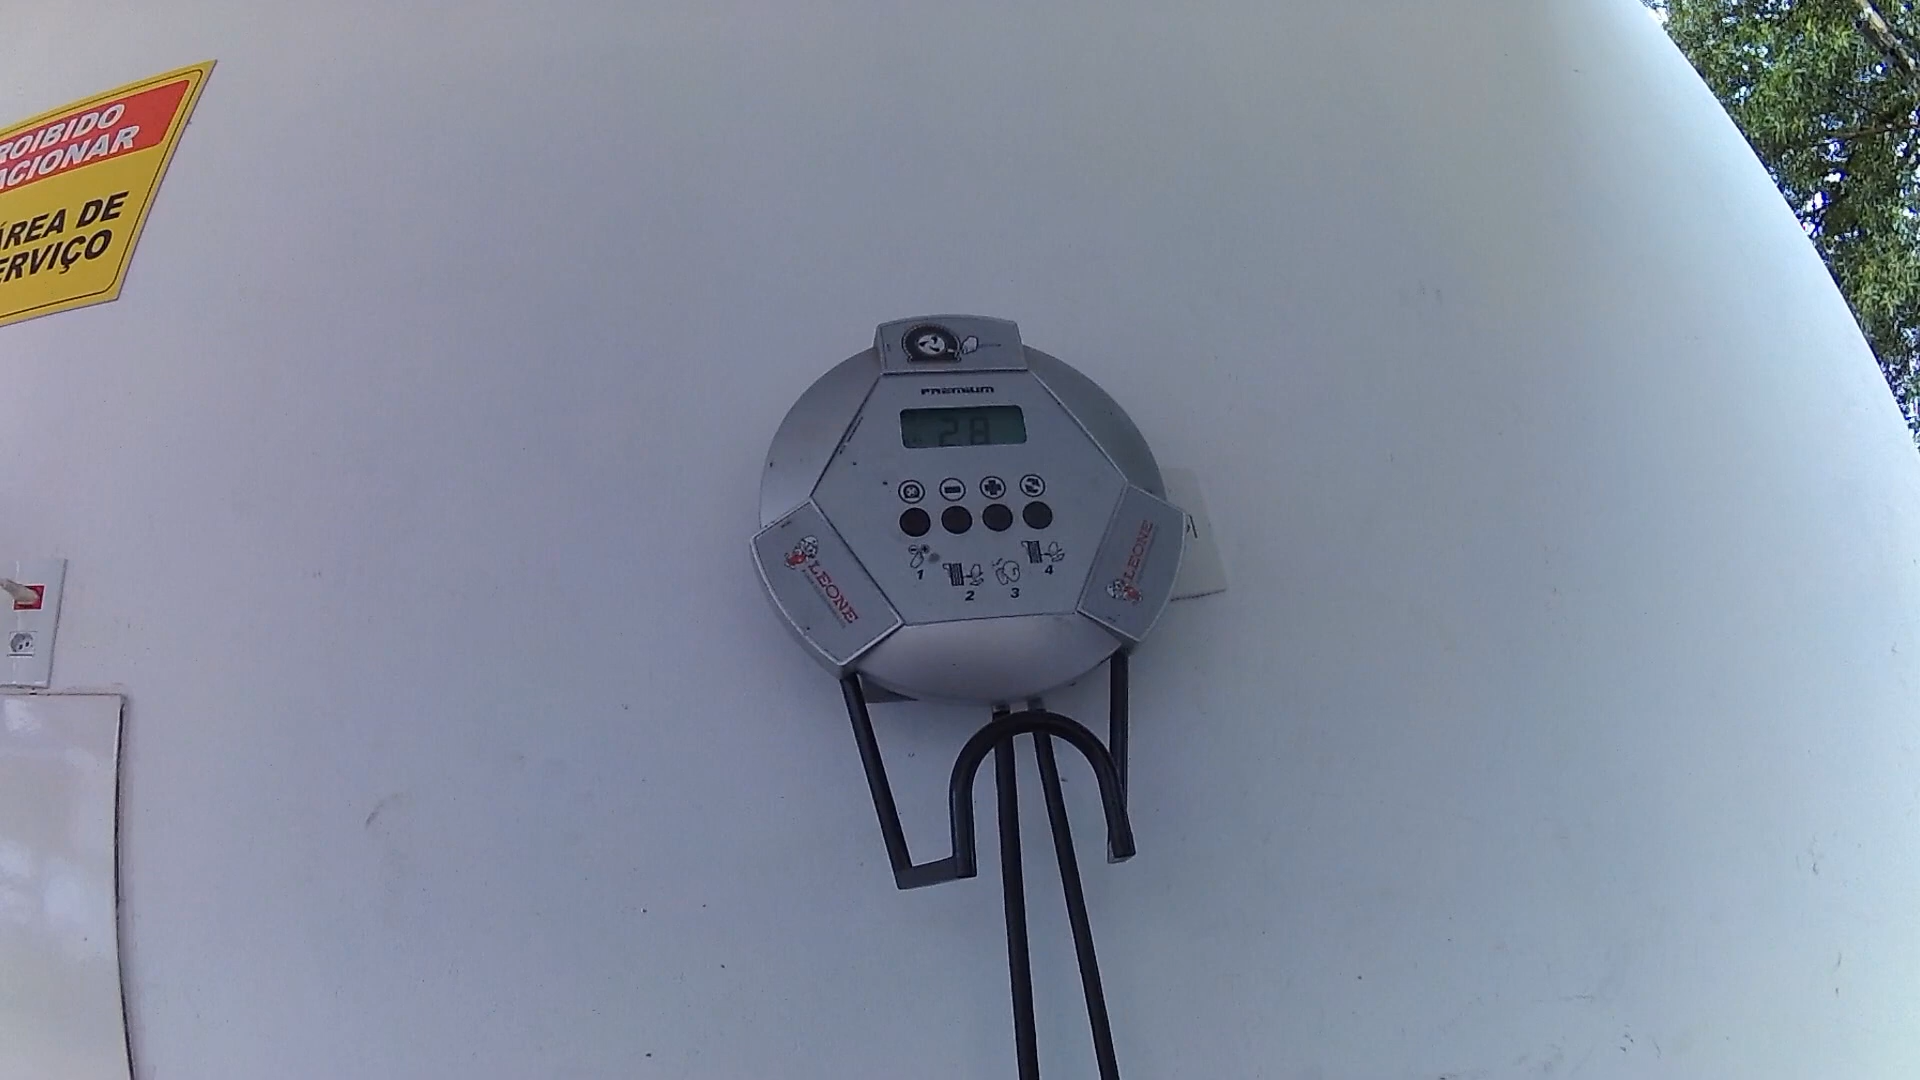 ROIBIDO
ACIONAR
ÁREA DE
ERVIÇO
PREMIUM
28
1
2
3
4
LEONE
LEONE